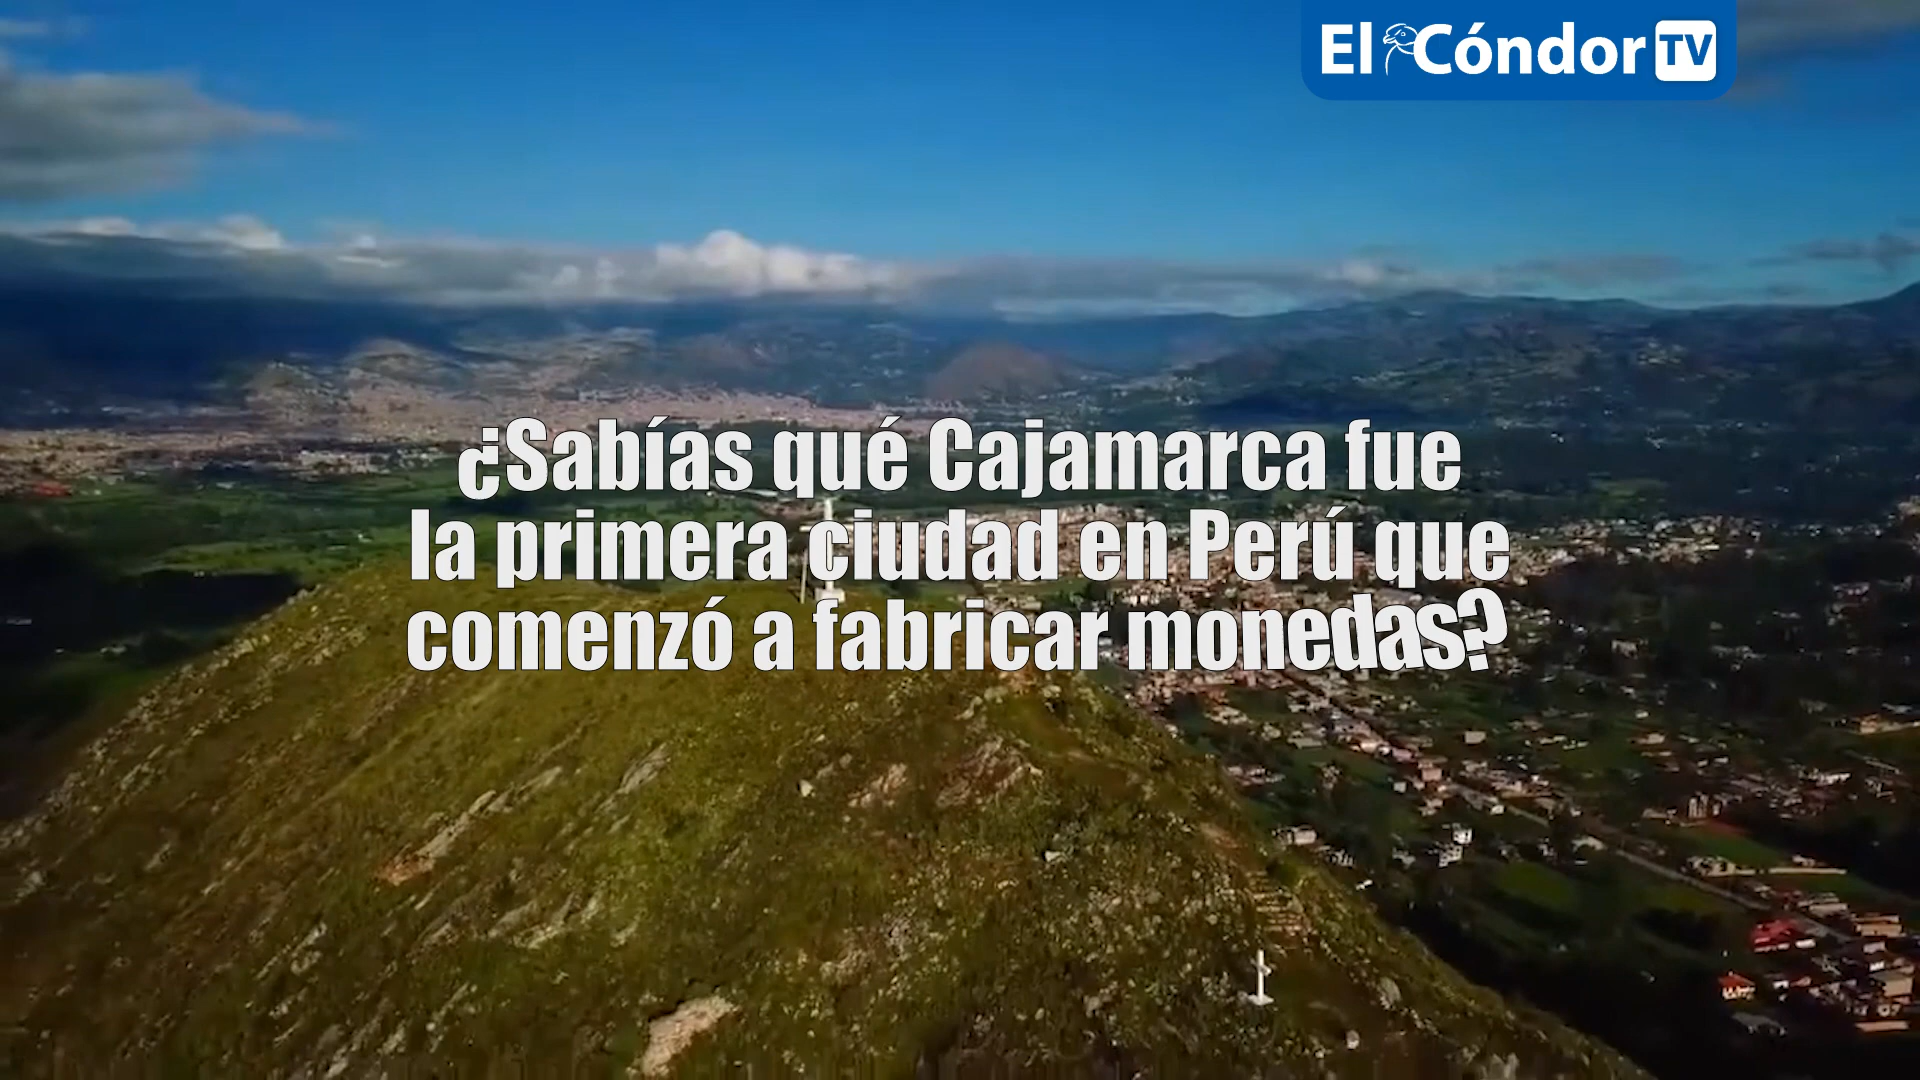 El Cóndor TV
¿Sabías qué Cajamarca fue
la primera ciudad en Perú que
comenzó a fabricar monedas?